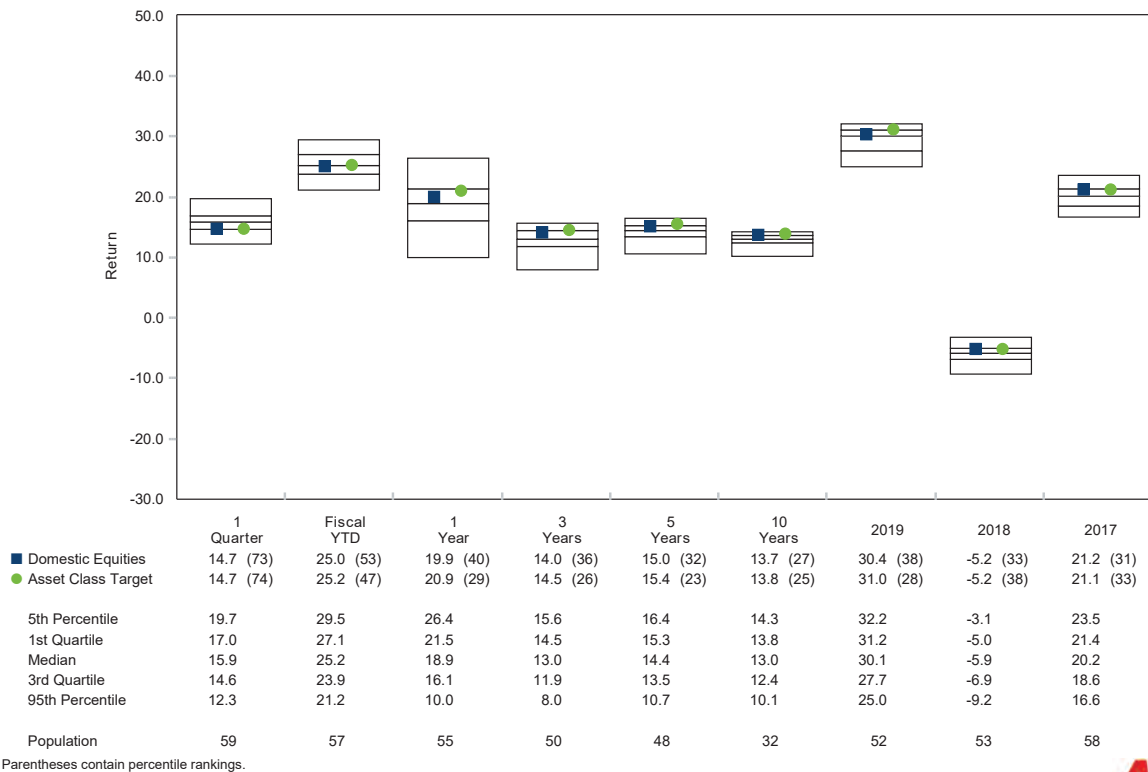 50.0
40.0
30.0
20.0
10.0
0.0
-10.0
-20.0
-30.0
Return
1 Quarter Fiscal YTD 1 Year 3 Years 5 Years 10 Years 2019 2018 2017
Domestic Equities 14.7 (73) 25.0 (53) 19.9 (40) 14.0 (36) 15.0 (32) 13.7 (27) 30.4 (38) -5.2 (33) 21.2 (31)
Asset Class Target 14.7 (74) 25.2 (47) 20.9 (29) 14.5 (26) 15.4 (23) 13.8 (25) 31.0 (28) -5.2 (38) 21.1 (33)
5th Percentile 19.7 29.5 26.4 15.6 16.4 14.3 32.2 -3.1 23.5
1st Quartile 17.0 27.1 21.5 14.5 15.3 13.8 31.2 -5.0 21.4
Median 15.9 25.2 18.9 13.0 14.4 13.0 30.1 -5.9 20.2
3rd Quartile 14.6 23.9 16.1 11.9 13.5 12.4 27.7 -6.9 18.6
95th Percentile 12.3 21.2 10.0 8.0 10.7 10.1 25.0 -9.2 16.6
Population 59 57 55 50 48 32 52 53 58
Parentheses contain percentile rankings.